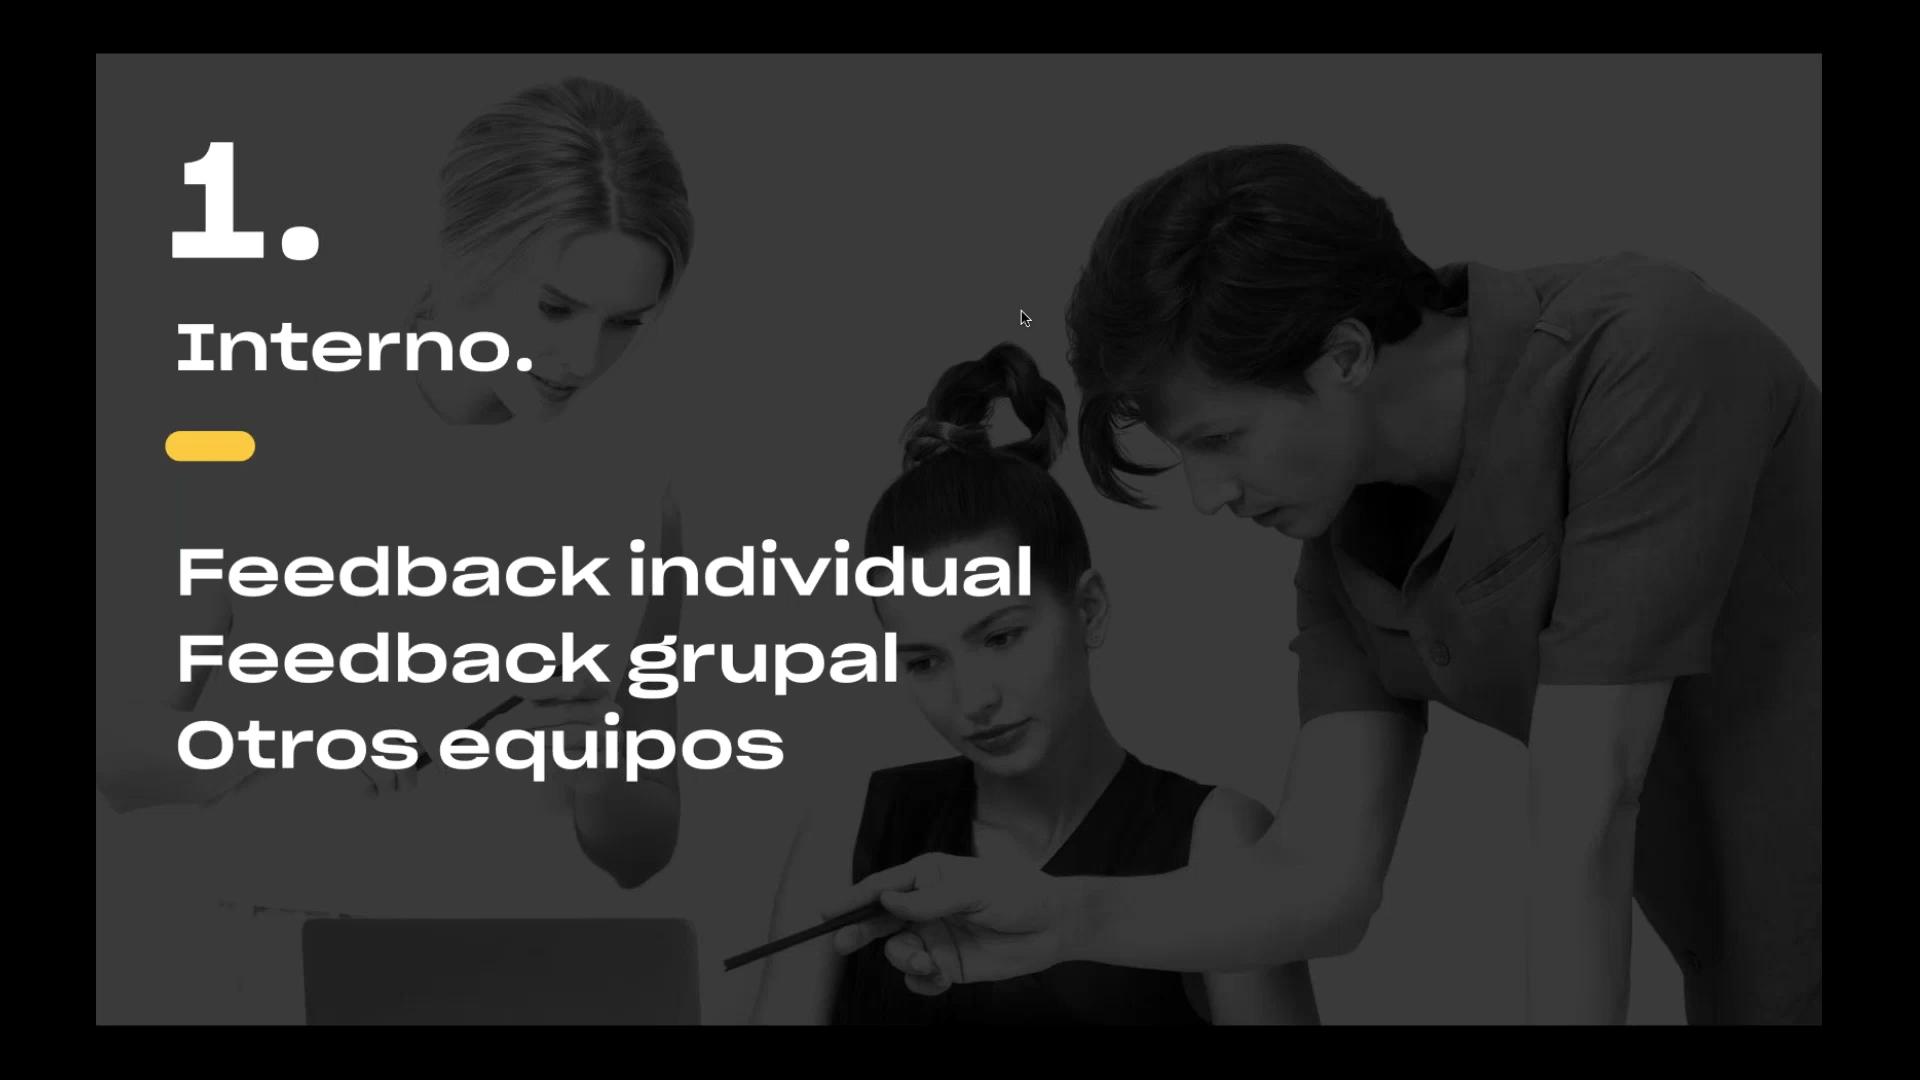 1.
Interno.
Feedback individual
Feedback grupal
Otros equipos